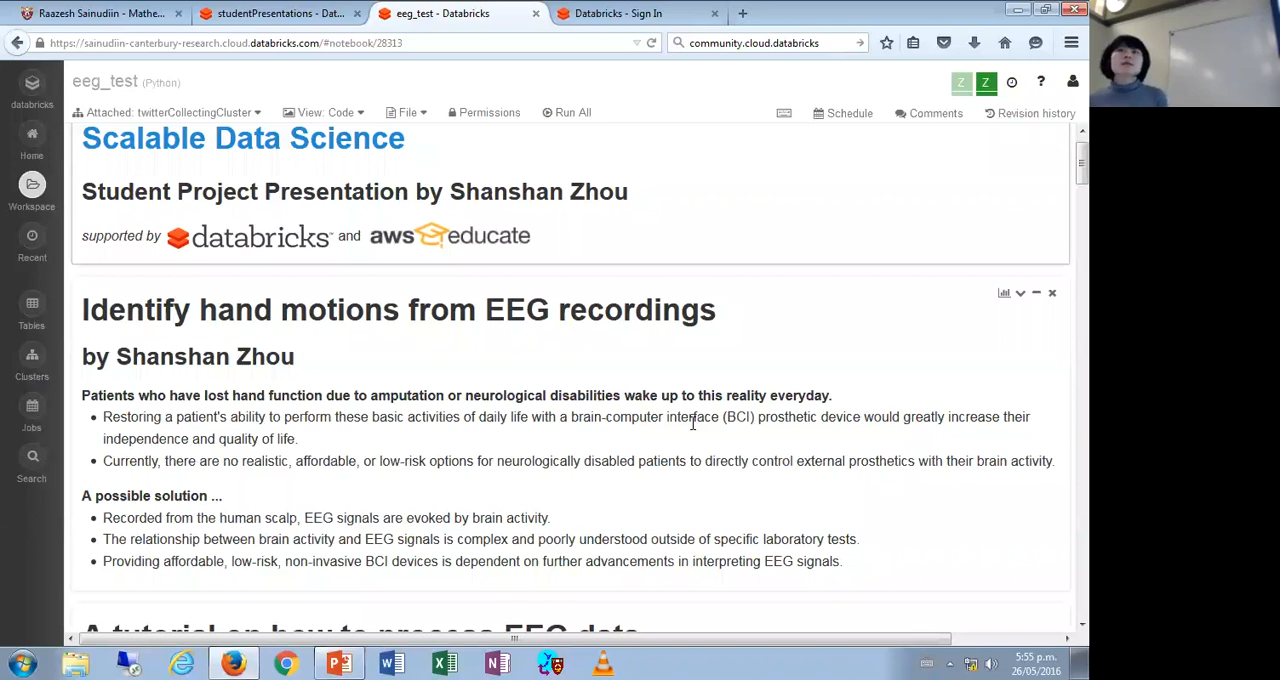 Raazesh Sainudiin - Mathe...
studentPresentations - Dat...
eeg_test - Databricks
Databricks - Sign In
https://sainudiin-canterbury-research.cloud.databricks.com/#notebook/28313
community.cloud.databricks
databricks
Home
Workspace
Recent
Tables
Clusters
Jobs
Search
eeg_test (Python)
Z
Z
?
Attached: twitterCollectingCluster
View: Code
File
Permissions
Run All
Schedule
Comments
Revision history
Scalable Data Science
Student Project Presentation by Shanshan Zhou
supported by databricks and aws educate
Identify hand motions from EEG recordings
by Shanshan Zhou
Patients who have lost hand function due to amputation or neurological disabilities wake up to this reality everyday.
Restoring a patient's ability to perform these basic activities of daily life with a brain-computer interface (BCI) prosthetic device would greatly increase their
independence and quality of life.
Currently, there are no realistic, affordable, or low-risk options for neurologically disabled patients to directly control external prosthetics with their brain activity.
A possible solution ...
Recorded from the human scalp, EEG signals are evoked by brain activity.
The relationship between brain activity and EEG signals is complex and poorly understood outside of specific laboratory tests.
Providing affordable, low-risk, non-invasive BCI devices is dependent on further advancements in interpreting EEG signals.
A tutorial on how to process EEG data
5:55 p.m.
26/05/2016